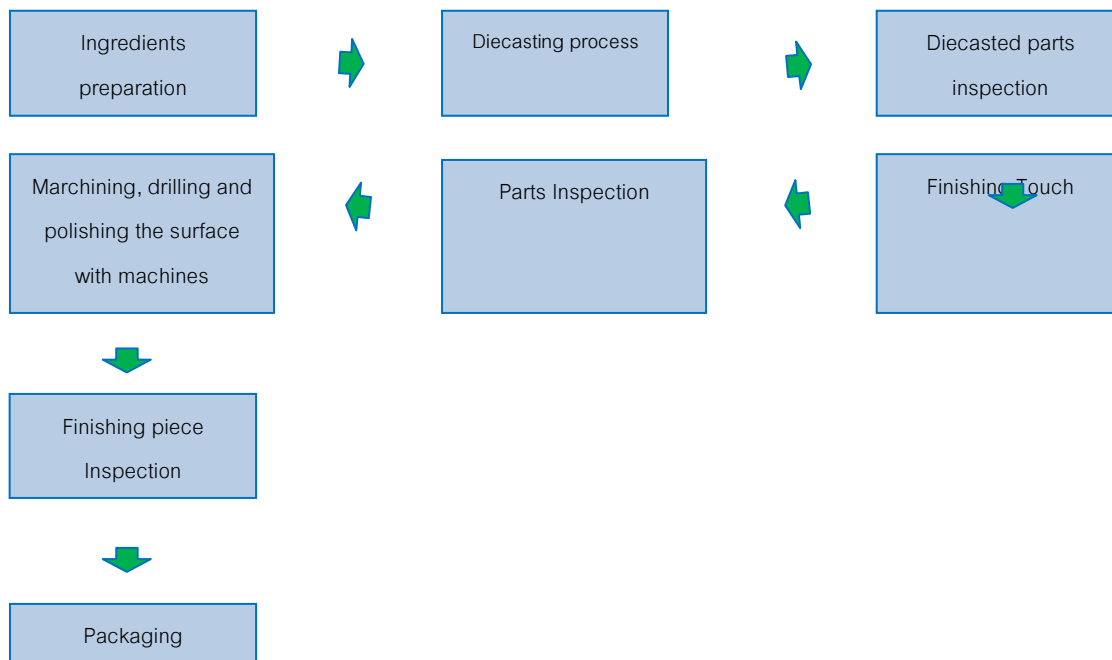 Ingredients
preparation
Diecasting process
Diecasted parts
inspection
Finishing Touch
Parts Inspection
Marchining, drilling and
polishing the surface
with machines
Finishing piece
Inspection
Packaging